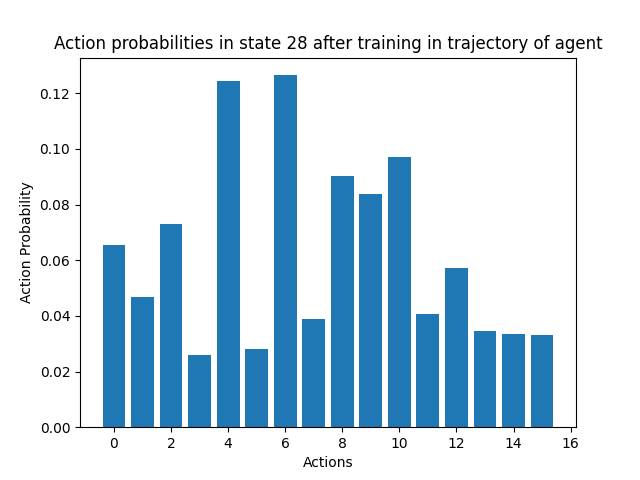 Action probabilities in state 28 after training in trajectory of agent
0.12
0.10
0.08
0.06
0.04
0.02
0.00
Action Probability
0 2 4 6 8 10 12 14 16
Actions